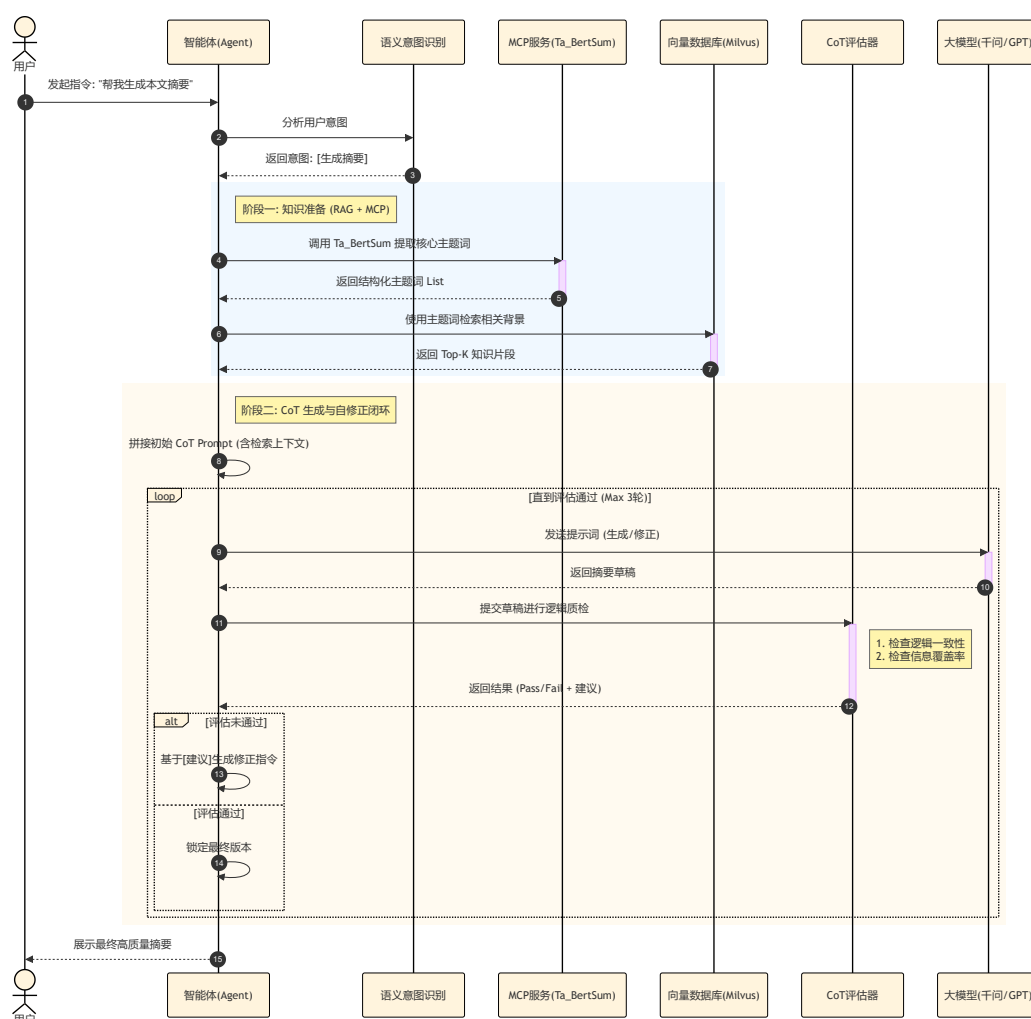 用户
智能体(Agent)
语义意图识别
MCP服务(Ta_BertSum)
向量数据库(Milvus)
CoT评估器
大模型(千问/GPT)
发起指令: "帮我生成本文摘要"
1
分析用户意图
2
返回意图: [生成摘要]
3
阶段一: 知识准备 (RAG + MCP)
调用 Ta_BertSum 提取核心主题词
4
返回结构化主题词 List
5
使用主题词检索相关背景
6
返回 Top-K 知识片段
7
阶段二: CoT 生成与自修正闭环
拼接初始 CoT Prompt (含检索上下文)
8
loop
[直到评估通过 (Max 3轮)]
发送提示词 (生成/修正)
9
返回摘要草稿
10
提交草稿进行逻辑质检
11
1. 检查逻辑一致性
2. 检查信息覆盖率
返回结果 (Pass/Fail + 建议)
12
alt
[评估未通过]
基于[建议]生成修正指令
13
[评估通过]
锁定最终版本
14
展示最终高质量摘要
15
用户
智能体(Agent)
语义意图识别
MCP服务(Ta_BertSum)
向量数据库(Milvus)
CoT评估器
大模型(千问/GPT)